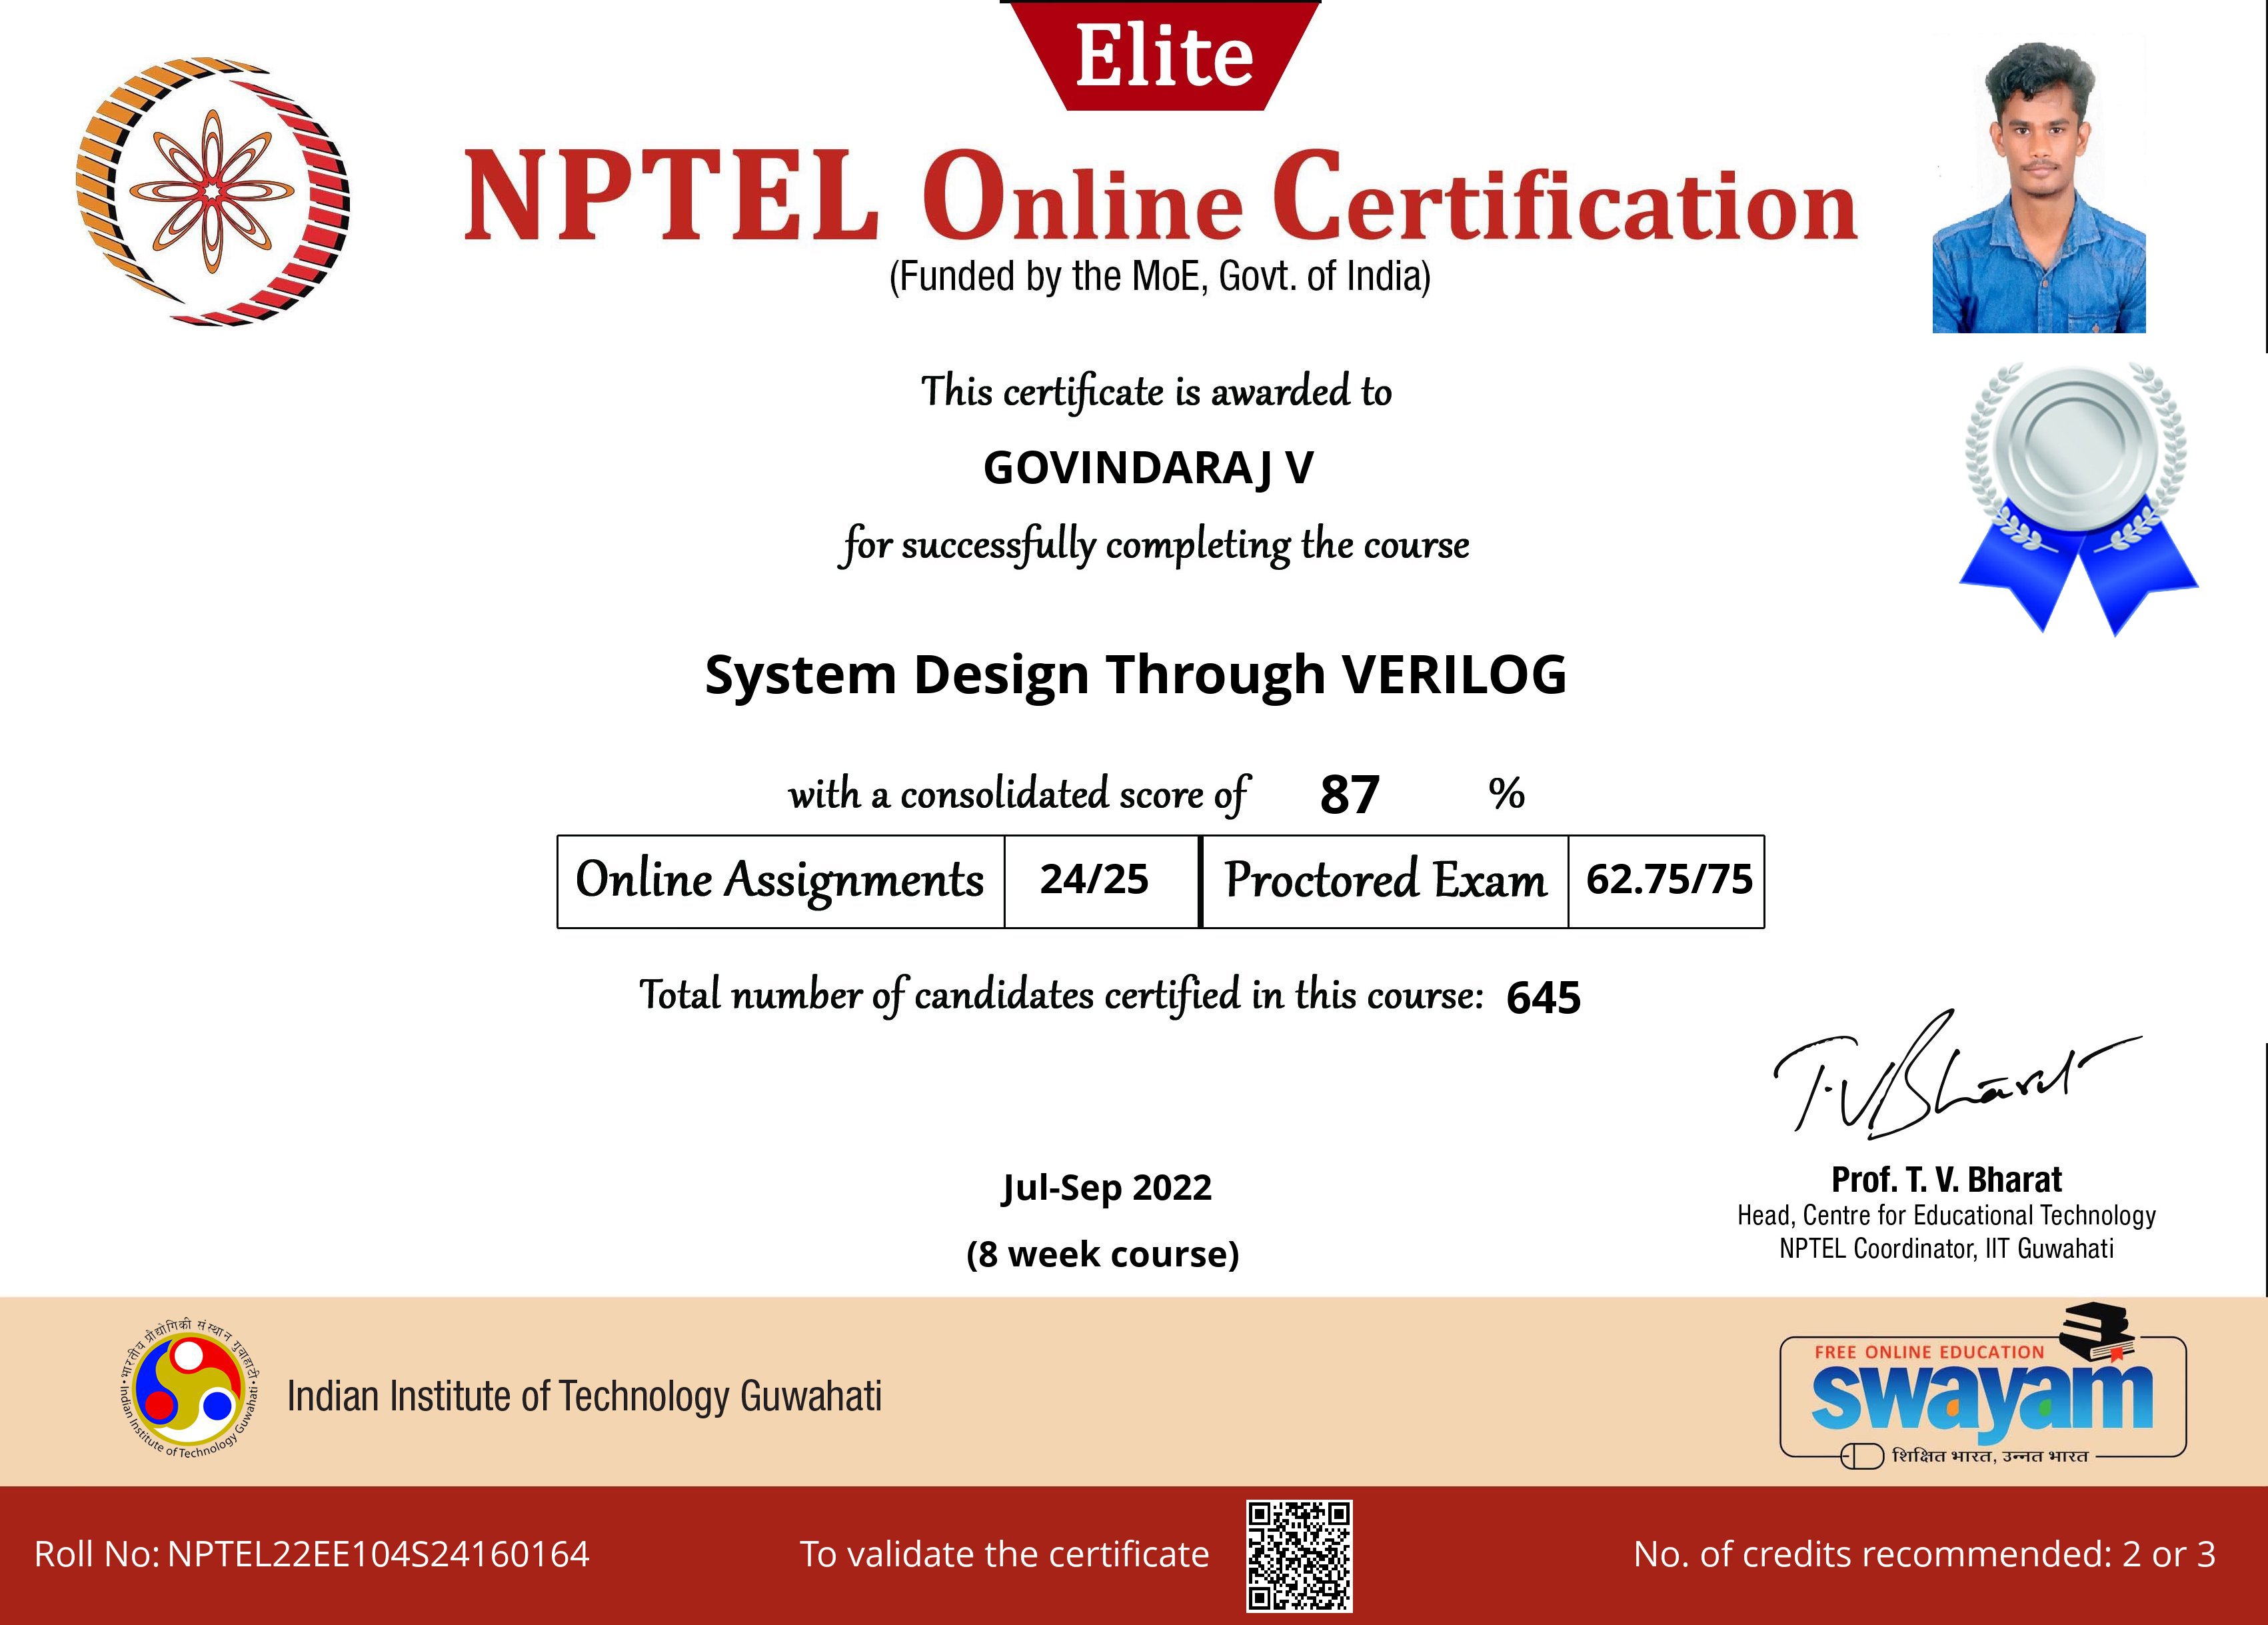 Elite
NPTEL Online Certification
(Funded by the MoE, Govt. of India)
This certificate is awarded to
GOVINDARAJ V
for successfully completing the course
System Design Through VERILOG
with a consolidated score of 87 %
Online Assignments 24/25 Proctored Exam 62.75/75
Total number of candidates certified in this course: 645
T.V.Bharat
Jul-Sep 2022
(8 week course)
Prof. T. V. Bharat
Head, Centre for Educational Technology
NPTEL Coordinator, IIT Guwahati
भारतीय प्रौद्योगिकी संस्थान गुवाहाटी
Indian Institute of Technology Guwahati
Indian Institute of Technology Guwahati
FREE ONLINE EDUCATION
swayam
शिक्षित भारत, उन्नत भारत
Roll No: NPTEL22EE104S24160164
To validate the certificate
No. of credits recommended: 2 or 3